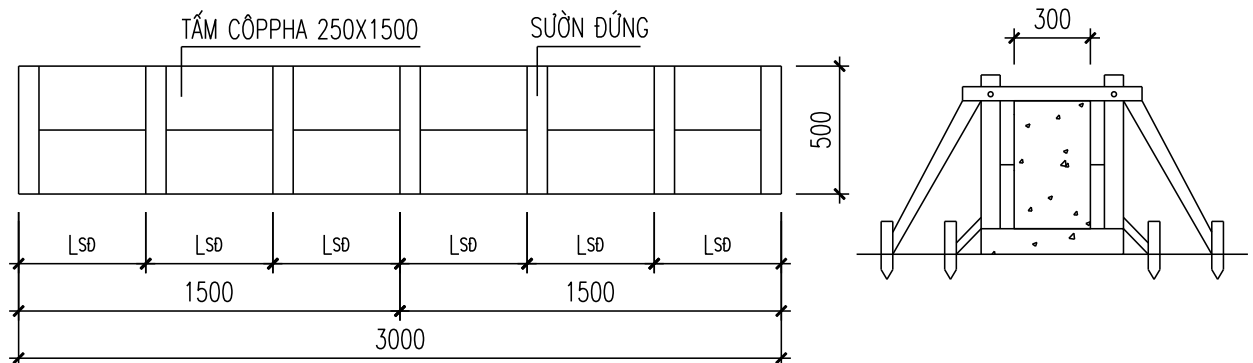 TẤM CÔPPHA 250X1500 SƯỜN ĐỨNG 300
500
LSĐ LSĐ LSĐ LSĐ LSĐ LSĐ
1500 1500
3000